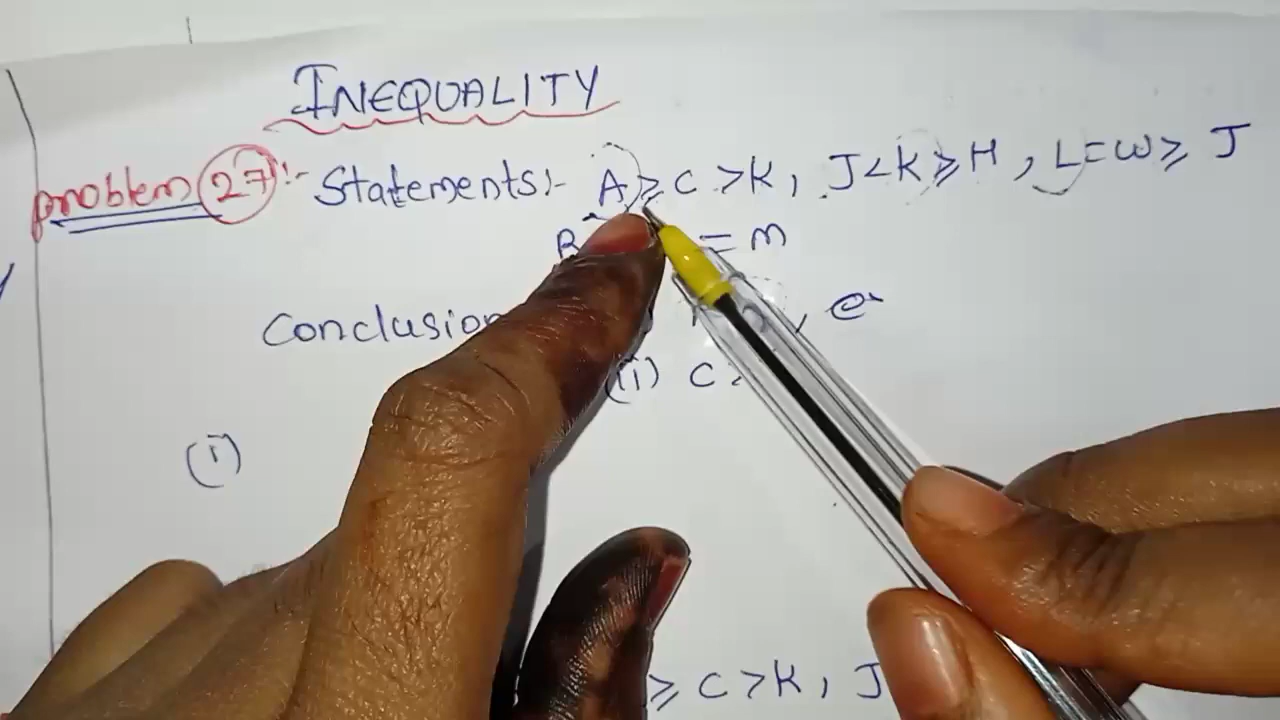 INEQUALITY
problem 27:- Statements:- A ≥ C > K, J < K ≥ H, L = W ≥ J
B = M
Conclusion
(ii) C
(i)
≥ C > K, J